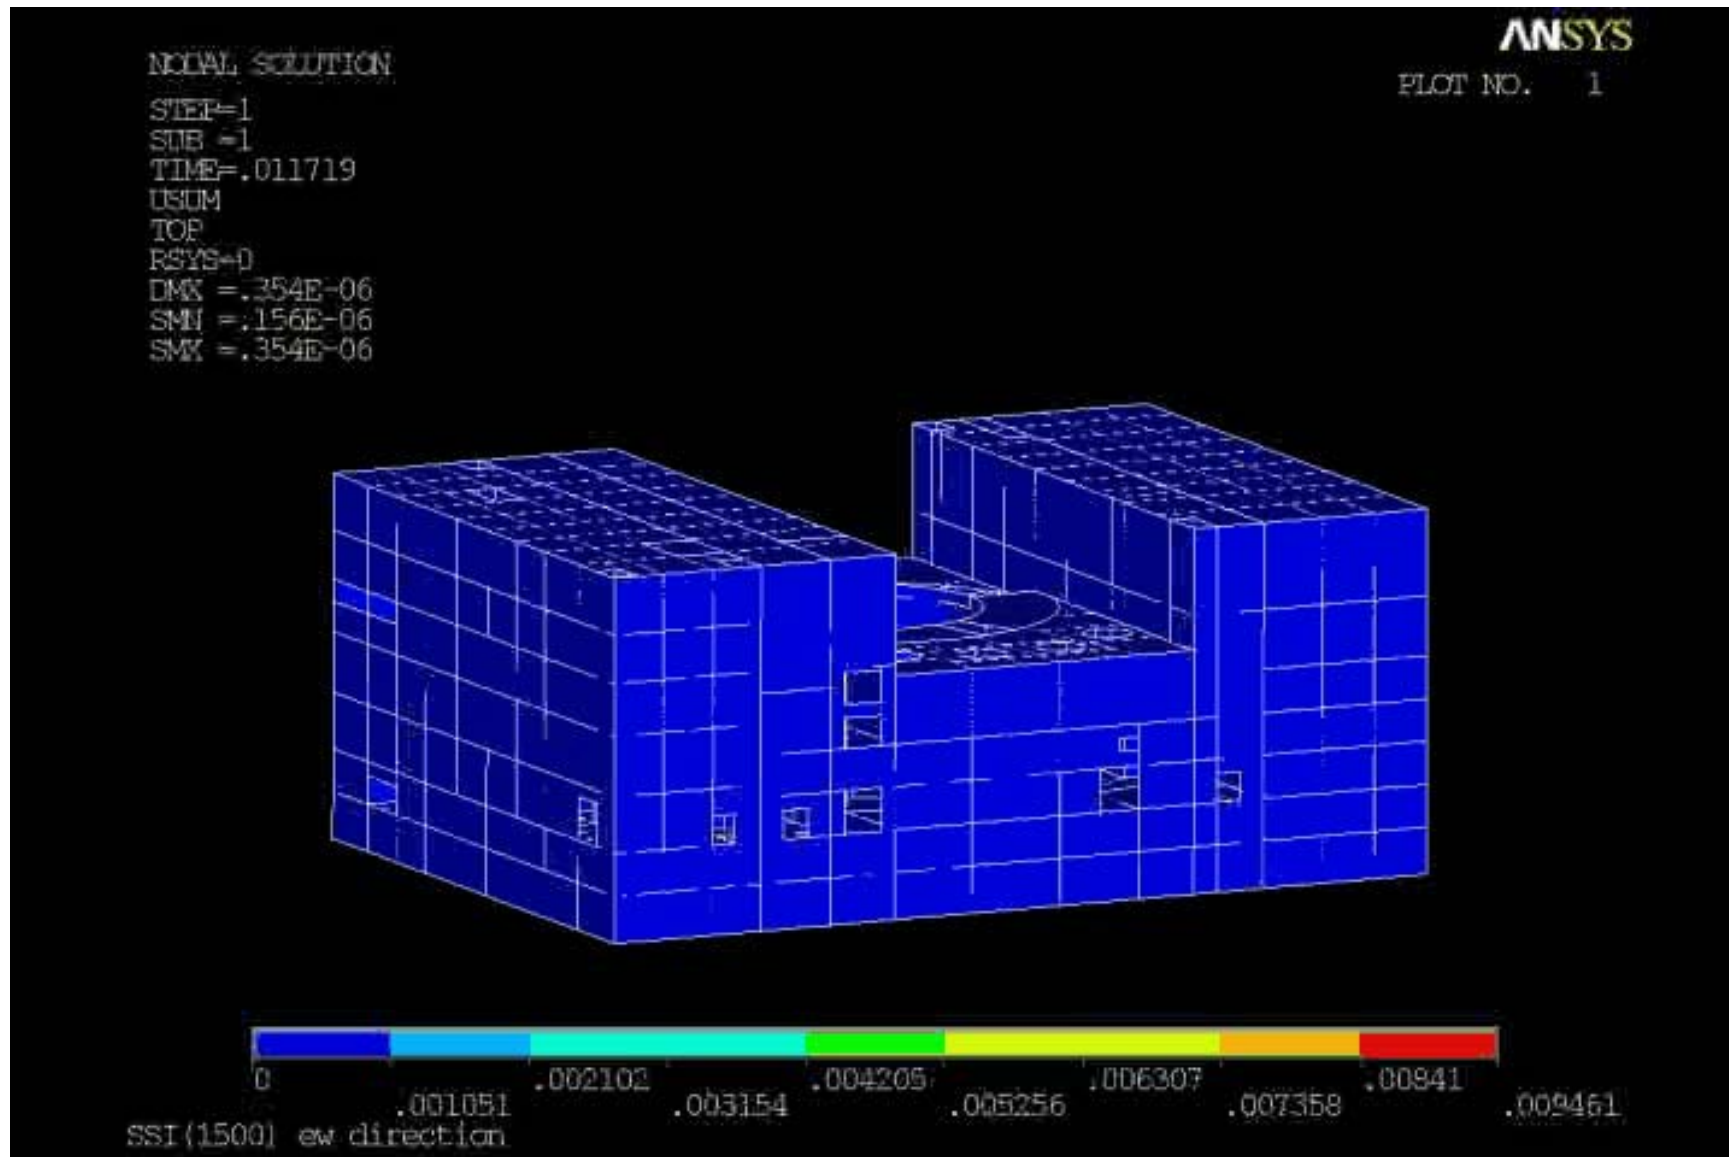 ANSYS
NODAL SOLUTION
PLOT NO. 1
STEP=1
SUB =1
TIME=.011719
USUM
TOP
RSYS=0
DMX =.354E-06
SMN =.156E-06
SMX =.354E-06
0 .002102 .004205 .006307 .00841
.001051 .003154 .005256 .007358 .009461
SSI(1500) ew direction